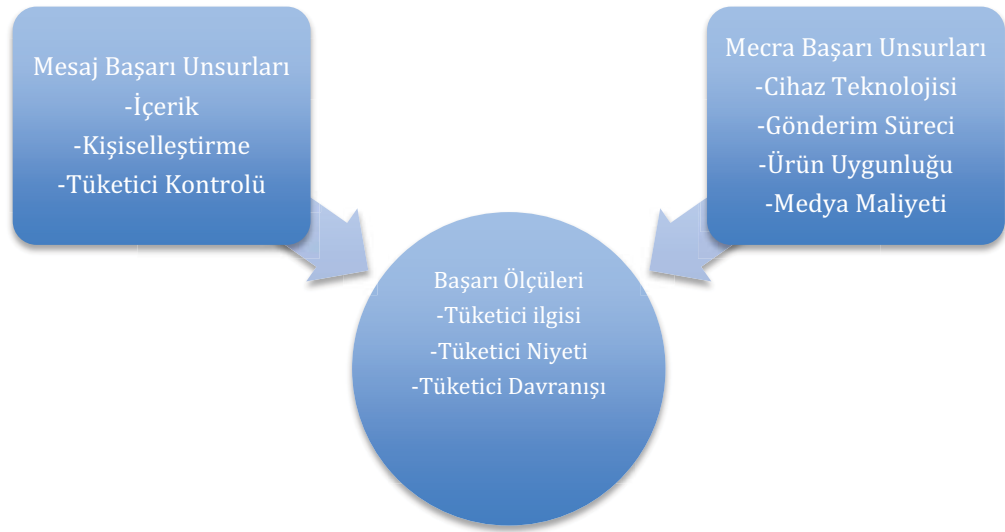 Mesaj Başarı Unsurları
-İçerik
-Kişiselleştirme
-Tüketici Kontrolü
Mecra Başarı Unsurları
-Cihaz Teknolojisi
-Gönderim Süreci
-Ürün Uygunluğu
-Medya Maliyeti
Başarı Ölçüleri
-Tüketici ilgisi
-Tüketici Niyeti
-Tüketici Davranışı